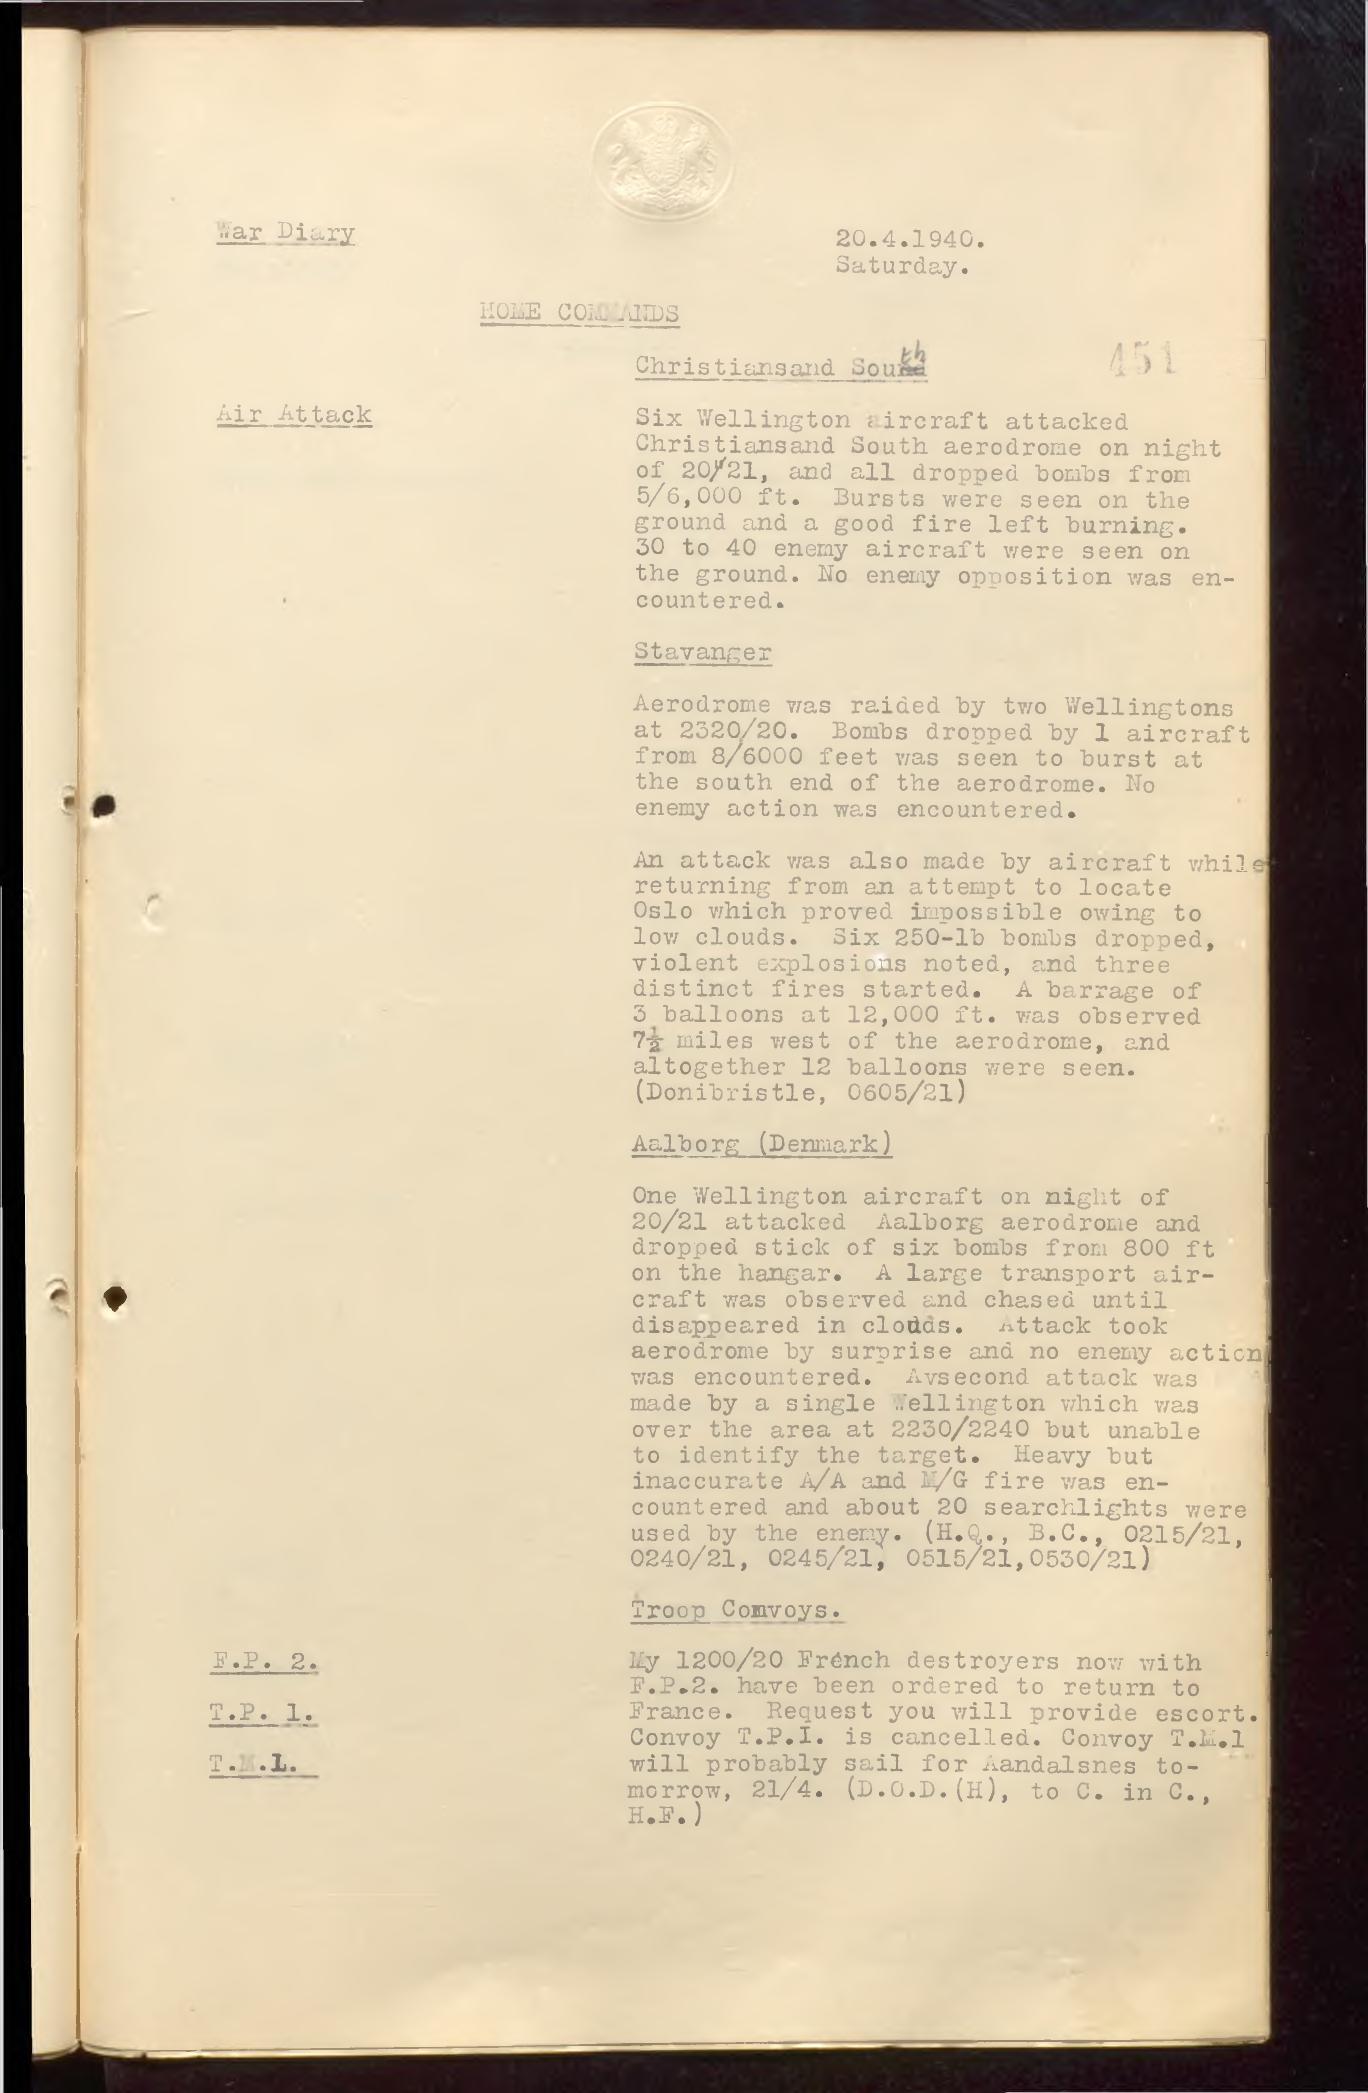 War Diary
20.4.1940.
Saturday.
HOME COMMANDS
Christiansand South
451
Air Attack
Six Wellington aircraft attacked
Christiansand South aerodrome on night
of 20/21, and all dropped bombs from
5/6,000 ft.  Bursts were seen on the
ground and a good fire left burning.
30 to 40 enemy aircraft were seen on
the ground. No enemy opposition was en-
countered.
Stavanger
Aerodrome was raided by two Wellingtons
at 2320/20.  Bombs dropped by 1 aircraft
from 8/6000 feet was seen to burst at
the south end of the aerodrome. No
enemy action was encountered.
An attack was also made by aircraft while
returning from an attempt to locate
Oslo which proved impossible owing to
low clouds.  Six 250-lb bombs dropped,
violent explosions noted, and three
distinct fires started.  A barrage of
3 balloons at 12,000 ft. was observed
7½ miles west of the aerodrome, and
altogether 12 balloons were seen.
(Donibristle, 0605/21)
Aalborg (Denmark)
One Wellington aircraft on night of
20/21 attacked  Aalborg aerodrome and
dropped stick of six bombs from 800 ft
on the hangar.  A large transport air-
craft was observed and chased until
disappeared in clouds.  Attack took
aerodrome by surprise and no enemy action
was encountered.  Avsecond attack was
made by a single Wellington which was
over the area at 2230/2240 but unable
to identify the target.  Heavy but
inaccurate A/A and M/G fire was en-
countered and about 20 searchlights were
used by the enemy. (H.Q., B.C., 0215/21,
0240/21, 0245/21, 0515/21,0530/21)
Troop Convoys.
F.P. 2.
T.P. 1.
T.M.1.
My 1200/20 French destroyers now with
F.P.2. have been ordered to return to
France.  Request you will provide escort.
Convoy T.P.I. is cancelled. Convoy T.M.1
will probably sail for Aandalsnes to-
morrow, 21/4. (D.O.D.(H), to C. in C.,
H.F.)